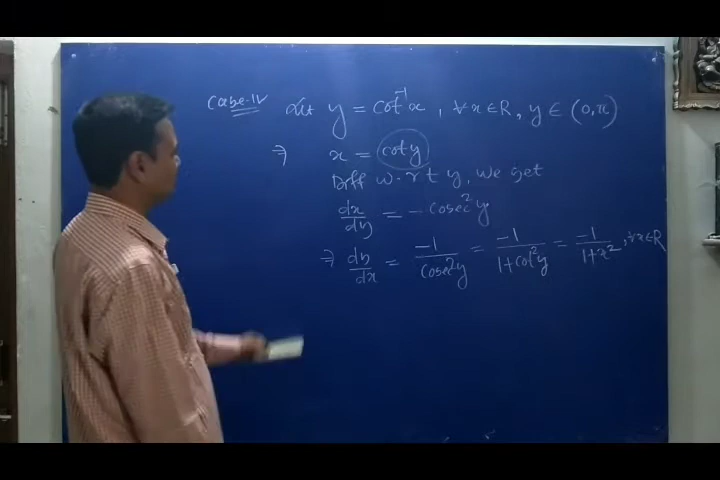 Case-IV Let y = cot⁻¹x, ∀x∈R, y ∈ (0,π)
⇒ x = coty
Diff w.r.t y, we get
dx/dy = -cosec²y
⇒ dy/dx = -1/cosec²y = -1/1+cot²y = -1/1+x², ∀x∈R